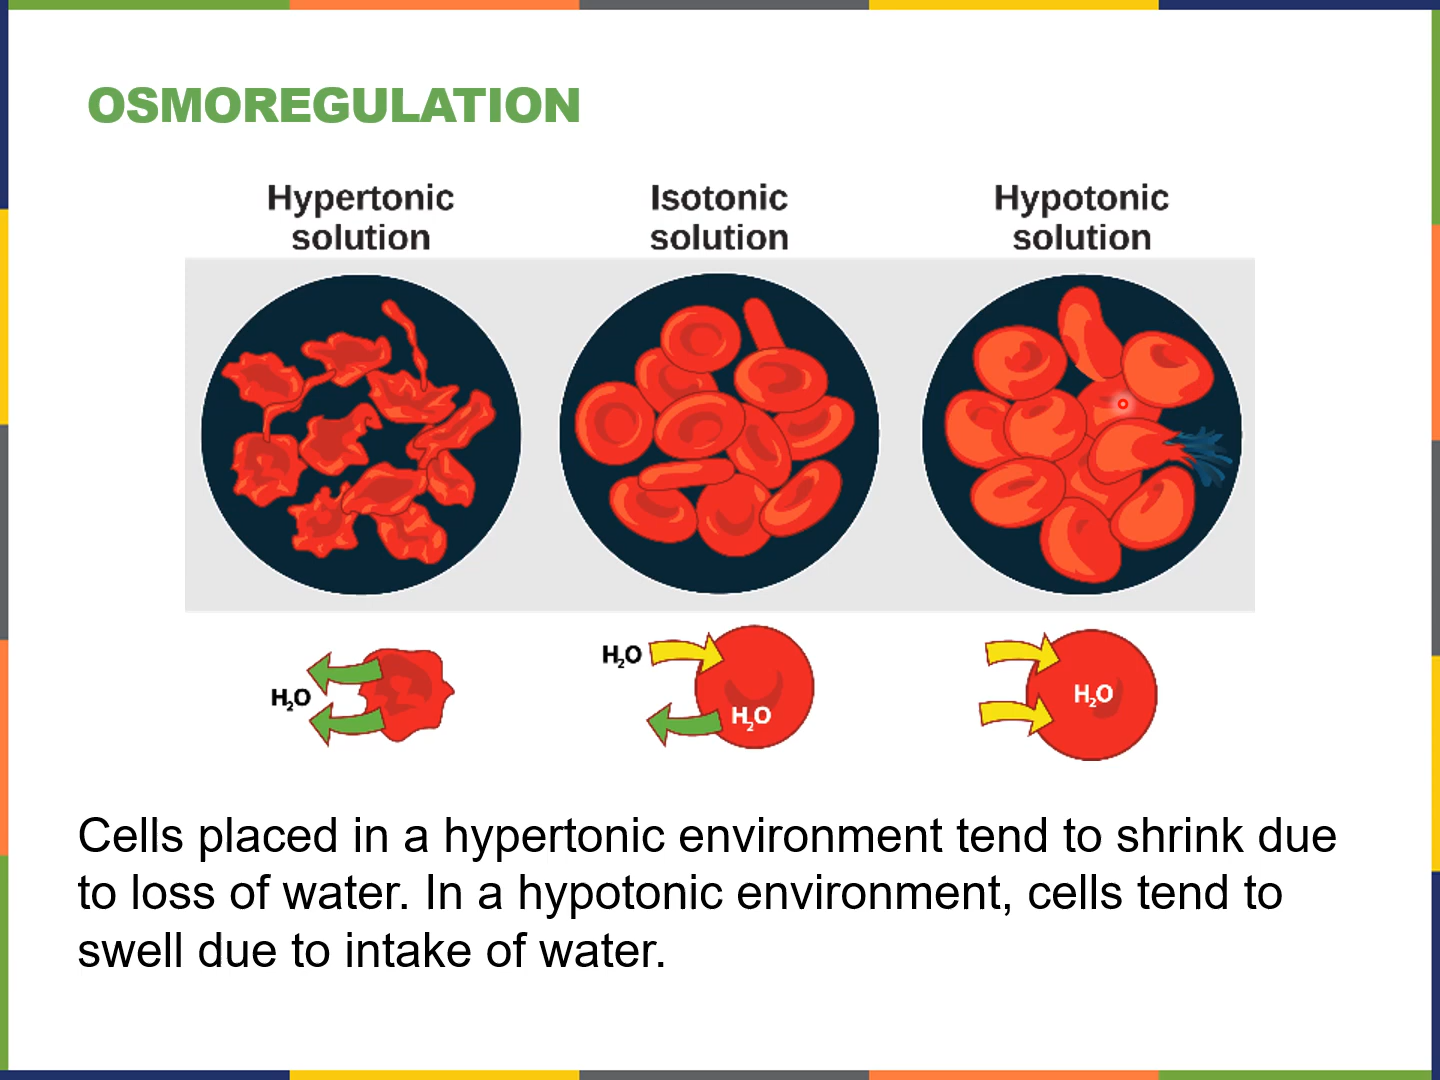 OSMOREGULATION
Hypertonic
solution
Isotonic
solution
Hypotonic
solution
H₂O
H₂O
H₂O
H₂O
Cells placed in a hypertonic environment tend to shrink due
to loss of water. In a hypotonic environment, cells tend to
swell due to intake of water.